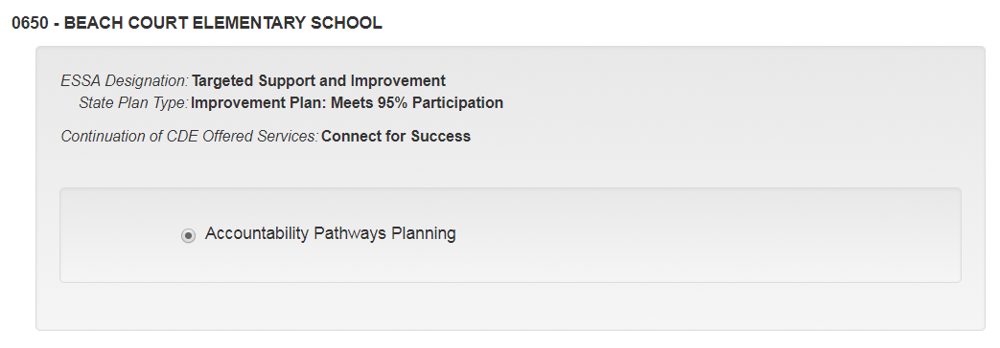 0650 - BEACH COURT ELEMENTARY SCHOOL
ESSA Designation: Targeted Support and Improvement
State Plan Type: Improvement Plan: Meets 95% Participation
Continuation of CDE Offered Services: Connect for Success
Accountability Pathways Planning